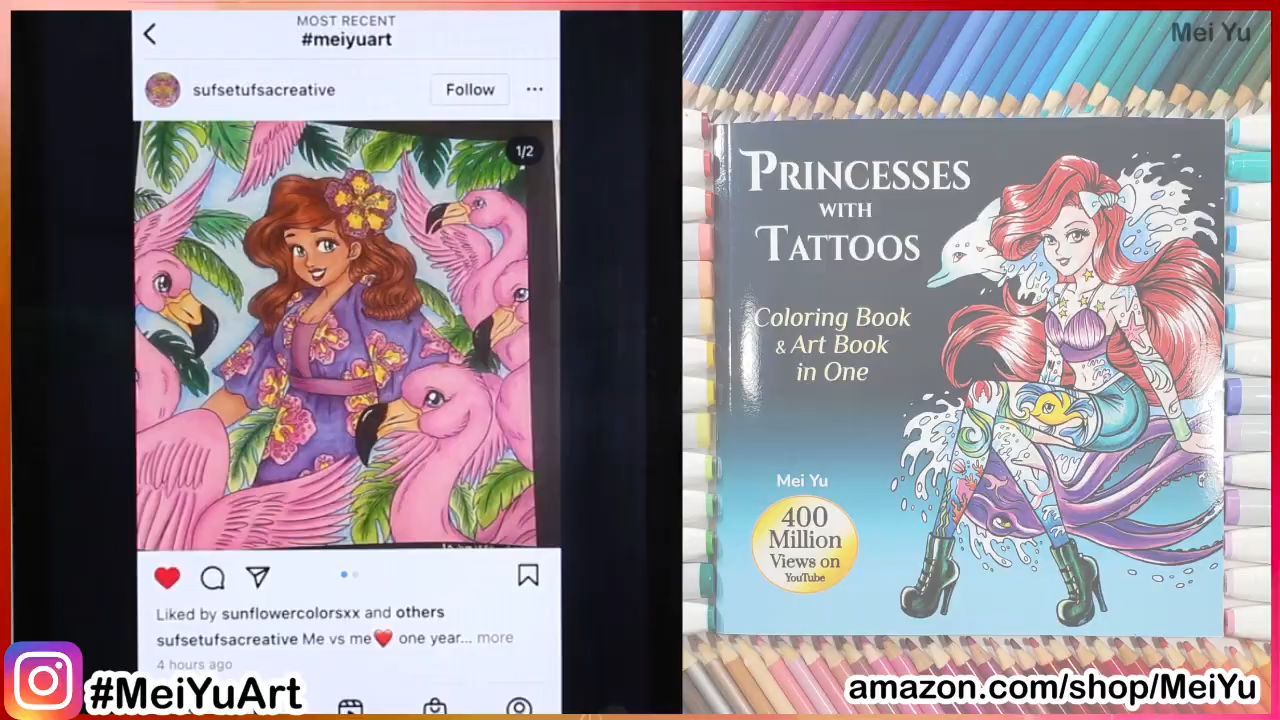 MOST RECENT
#meiyuart
sufsetufsacreative
Follow
1/2
Liked by sunflowercolorsxx and others
sufsetufsacreative Me vs me❤️ one year... more
4 hours ago
#MeiYuArt
Mei Yu
PRINCESSES
WITH
TATTOOS
Coloring Book
& Art Book
in One
Mei Yu
400
Million
Views on
YouTube
amazon.com/shop/MeiYu